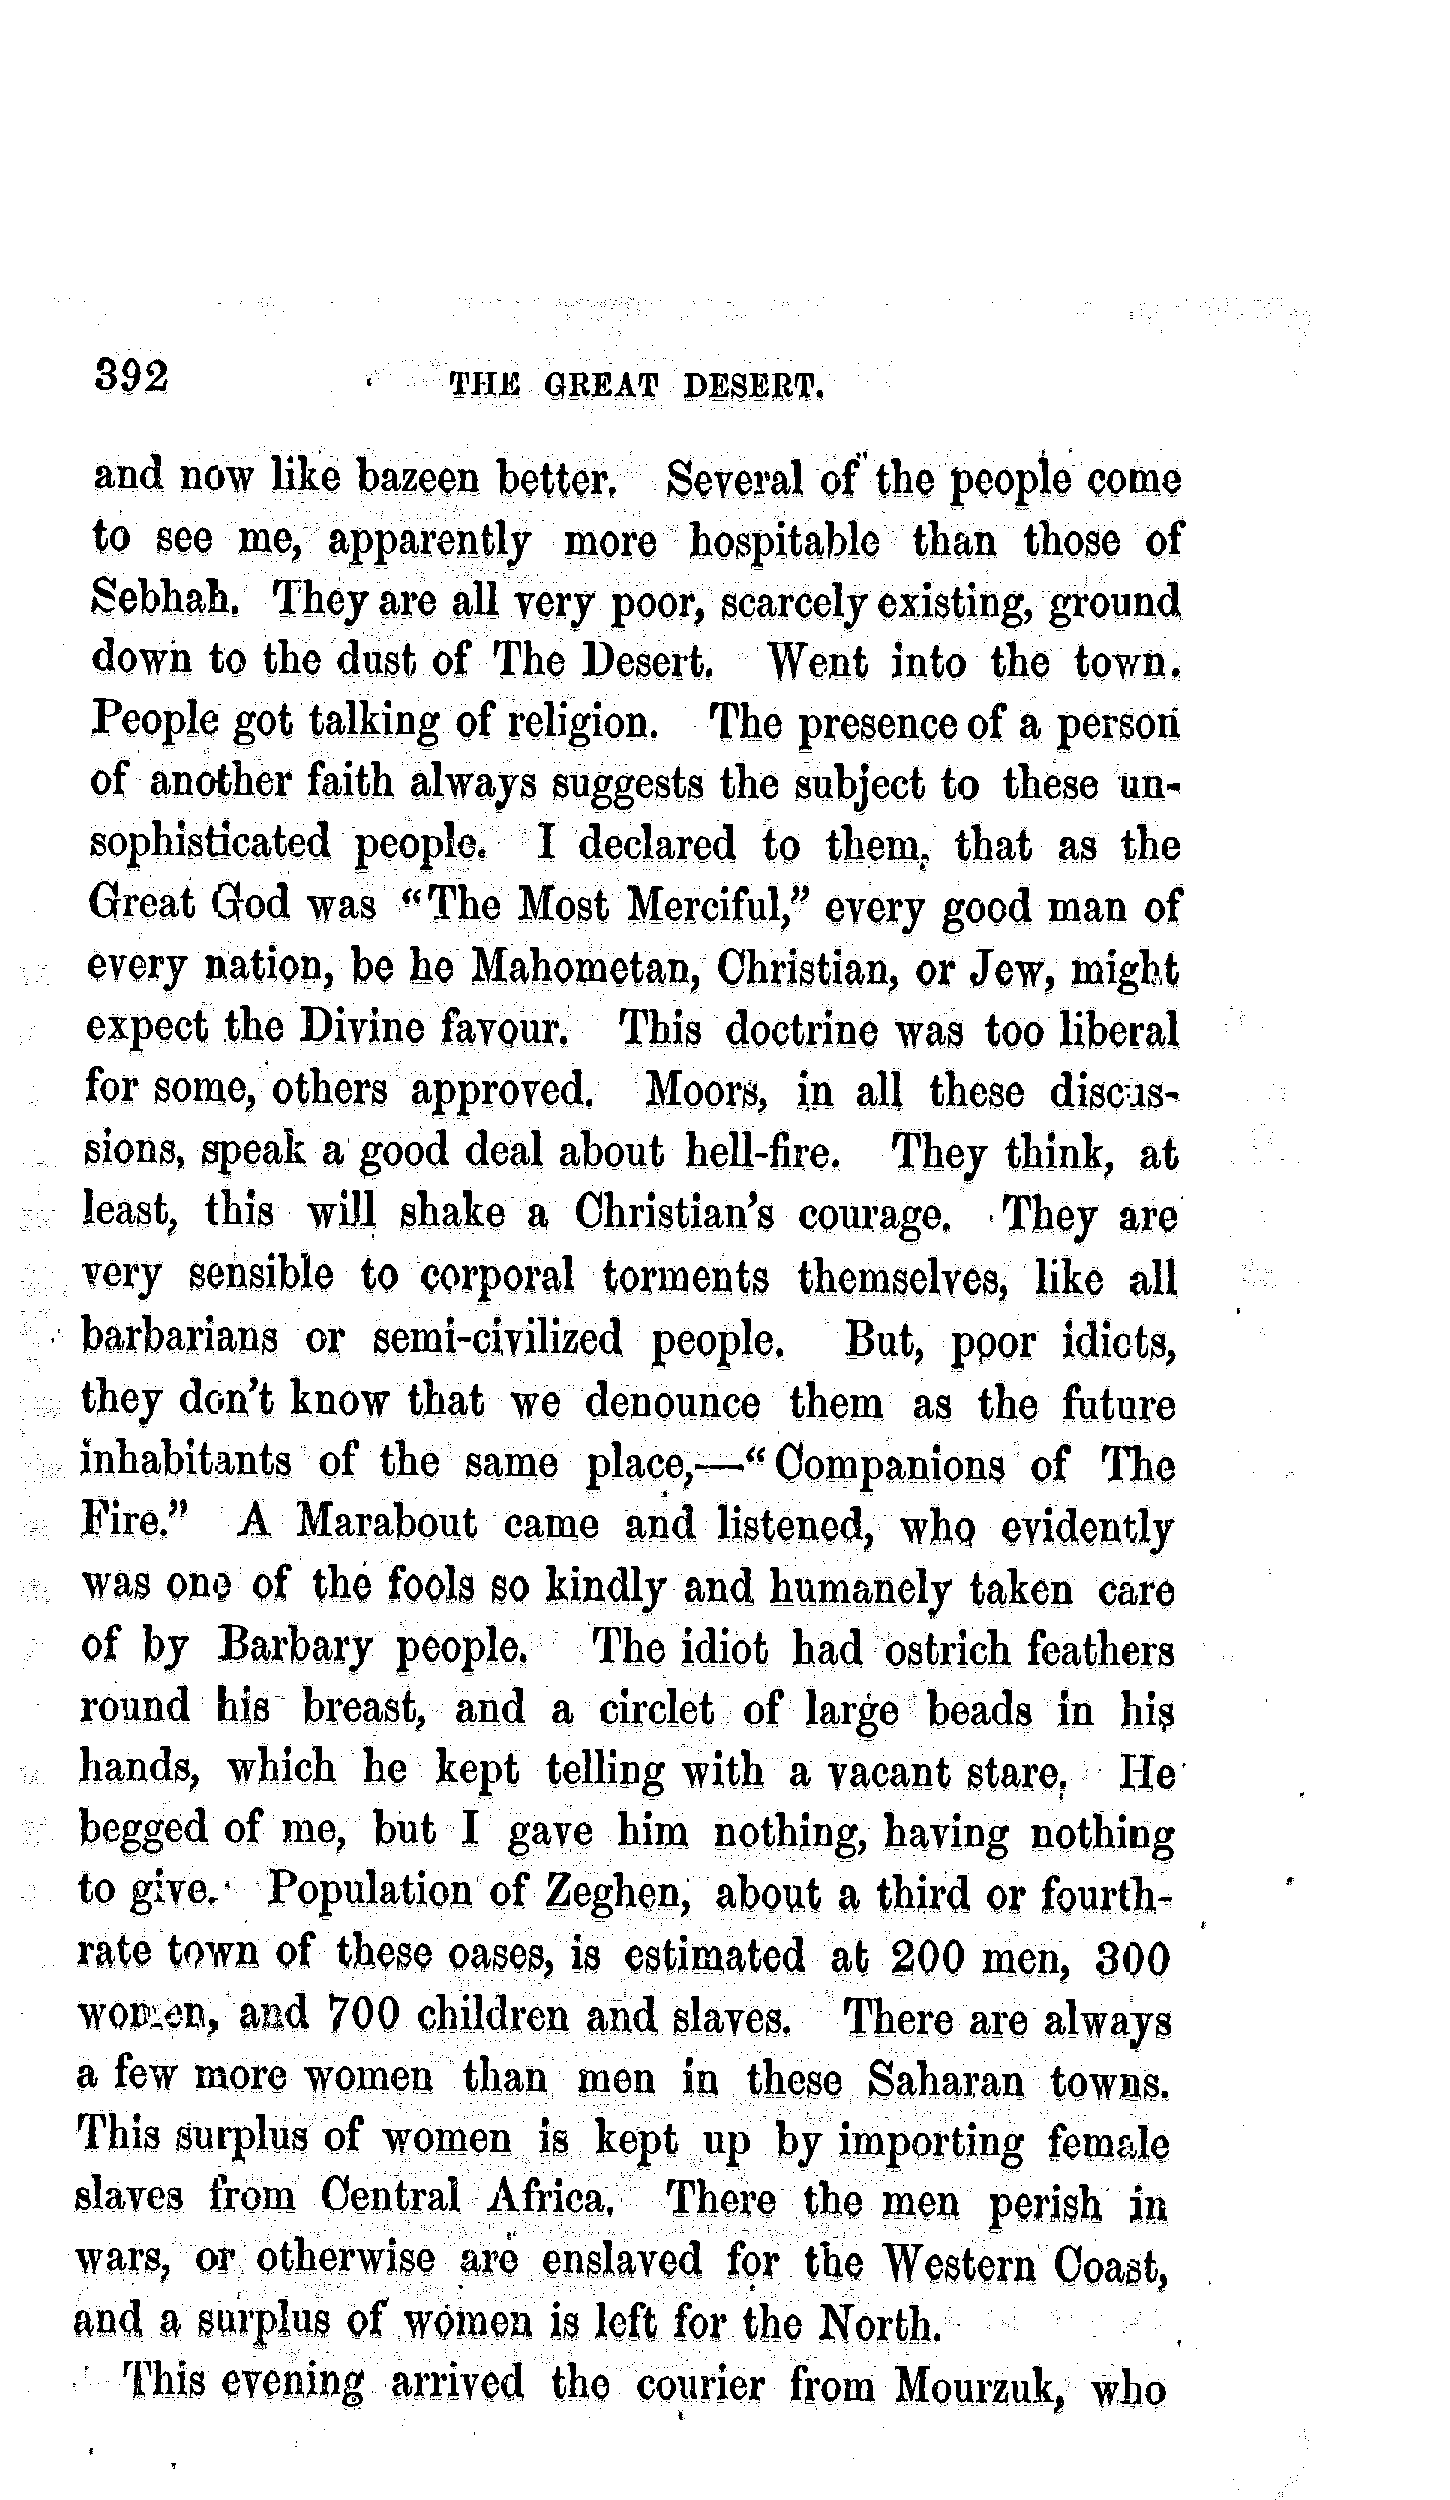 392 THE GREAT DESERT.
and now like bazeen better. Several of the people come
to see me, apparently more hospitable than those of
Sebhah. They are all very poor, scarcely existing, ground
down to the dust of The Desert. Went into the town.
People got talking of religion. The presence of a person
of another faith always suggests the subject to these un-
sophisticated people. I declared to them, that as the
Great God was "The Most Merciful," every good man of
every nation, be he Mahometan, Christian, or Jew, might
expect the Divine favour. This doctrine was too liberal
for some, others approved. Moors, in all these discus-
sions, speak a good deal about hell-fire. They think, at
least, this will shake a Christian's courage. They are
very sensible to corporal torments themselves, like all
barbarians or semi-civilized people. But, poor idiots,
they don't know that we denounce them as the future
inhabitants of the same place,—"Companions of The
Fire." A Marabout came and listened, who evidently
was one of the fools so kindly and humanely taken care
of by Barbary people. The idiot had ostrich feathers
round his breast, and a circlet of large beads in his
hands, which he kept telling with a vacant stare. He
begged of me, but I gave him nothing, having nothing
to give. Population of Zeghen, about a third or fourth-
rate town of these oases, is estimated at 200 men, 300
women, and 700 children and slaves. There are always
a few more women than men in these Saharan towns.
This surplus of women is kept up by importing female
slaves from Central Africa. There the men perish in
wars, or otherwise are enslaved for the Western Coast,
and a surplus of women is left for the North.
This evening arrived the courier from Mourzuk, who